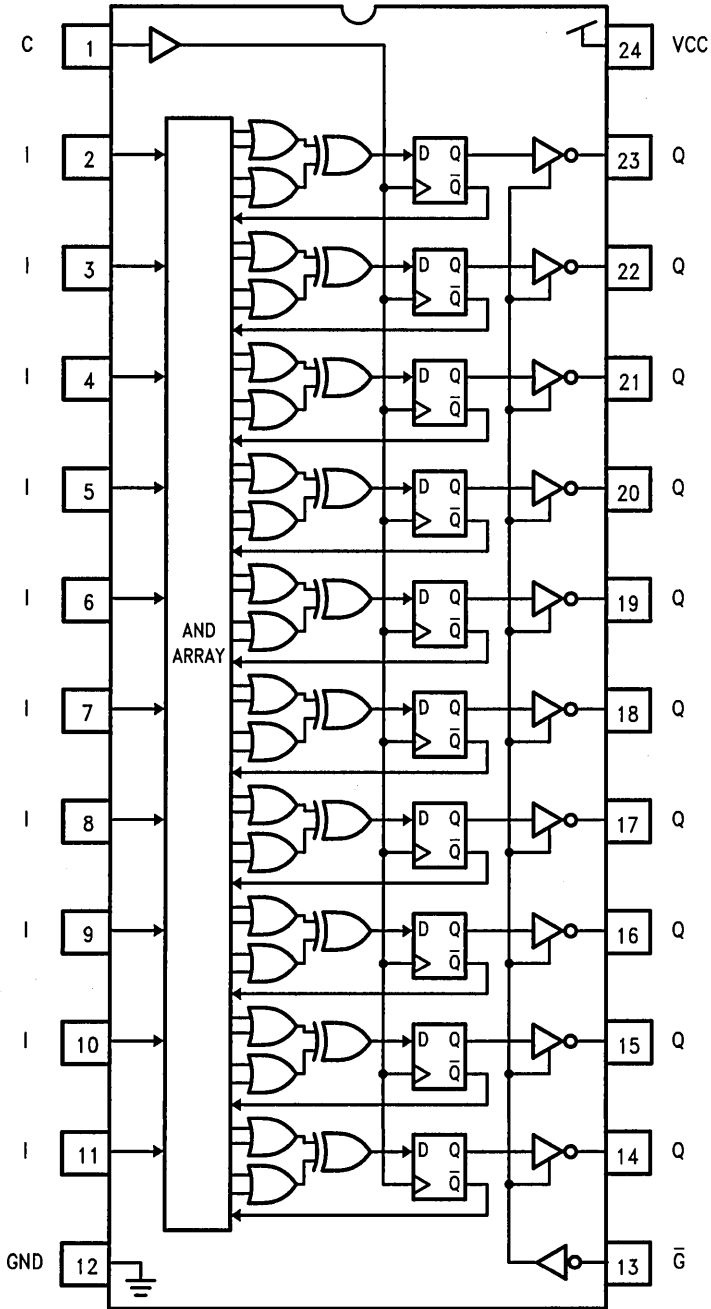 C 1 24 VCC
I 2 D Q 23 Q
Q̅
I 3 D Q 22 Q
Q̅
I 4 D Q 21 Q
Q̅
I 5 D Q 20 Q
Q̅
I 6 D Q 19 Q
Q̅
AND
ARRAY
I 7 D Q 18 Q
Q̅
I 8 D Q 17 Q
Q̅
I 9 D Q 16 Q
Q̅
I 10 D Q 15 Q
Q̅
I 11 D Q 14 Q
Q̅
GND 12 13 G̅